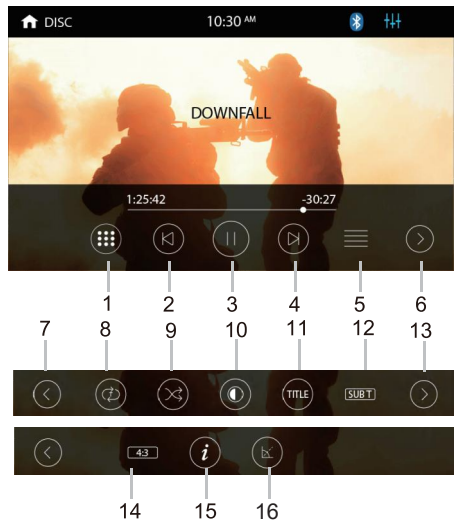 DISC 10:30 AM
DOWNFALL
1:25:42 -30:27
1 2 3 4 5 6
7 8 9 10 11 12 13
TITLE SUB T
4:3 i
14 15 16